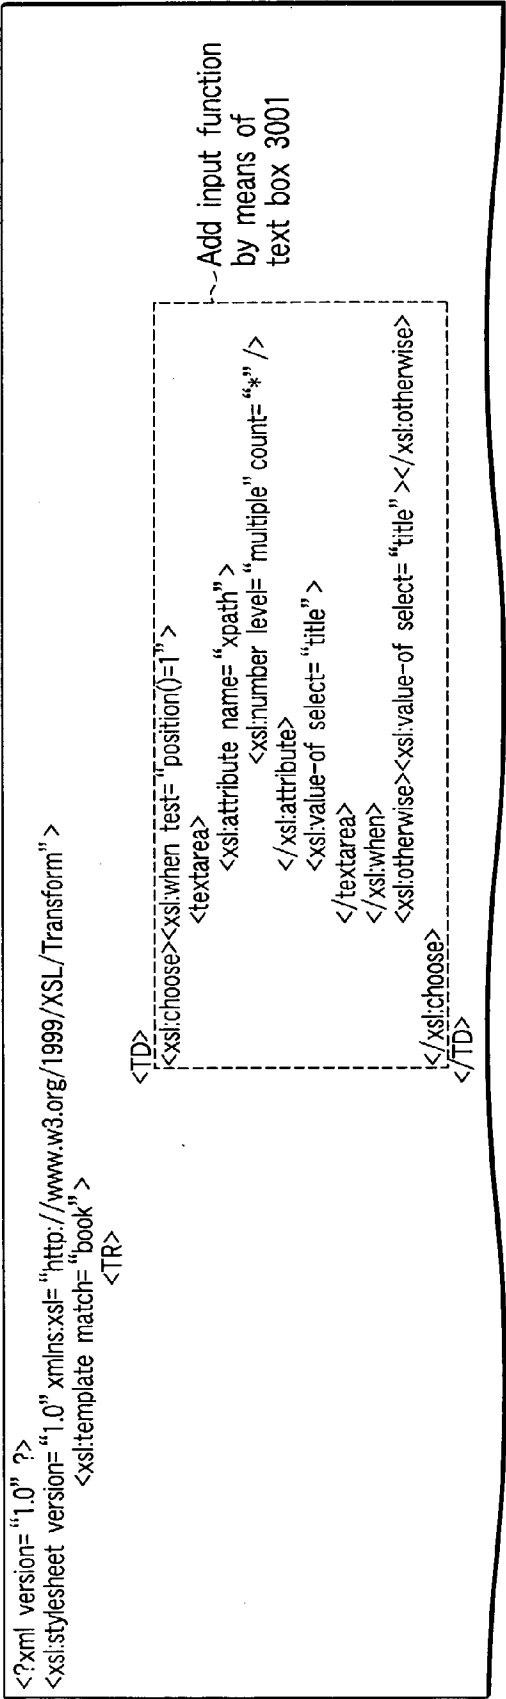 <?xml version=“1.0” ?>
<xsl:stylesheet version=“1.0” xmlns:xsl=“http://www.w3.org/1999/XSL/Transform” >
<xsl:template match=“book” >
<TR>
<TD>
<xsl:choose><xsl:when test=“position()=1” >
<textarea>
<xsl:attribute name=“xpath” >
<xsl:number level=“multiple” count=“*” />
</xsl:attribute>
<xsl:value-of select=“title” >
</textarea>
</xsl:when>
<xsl:otherwise><xsl:value-of select=“title” ></xsl:otherwise>
</xsl:choose>
</TD>
Add input function
by means of
text box 3001